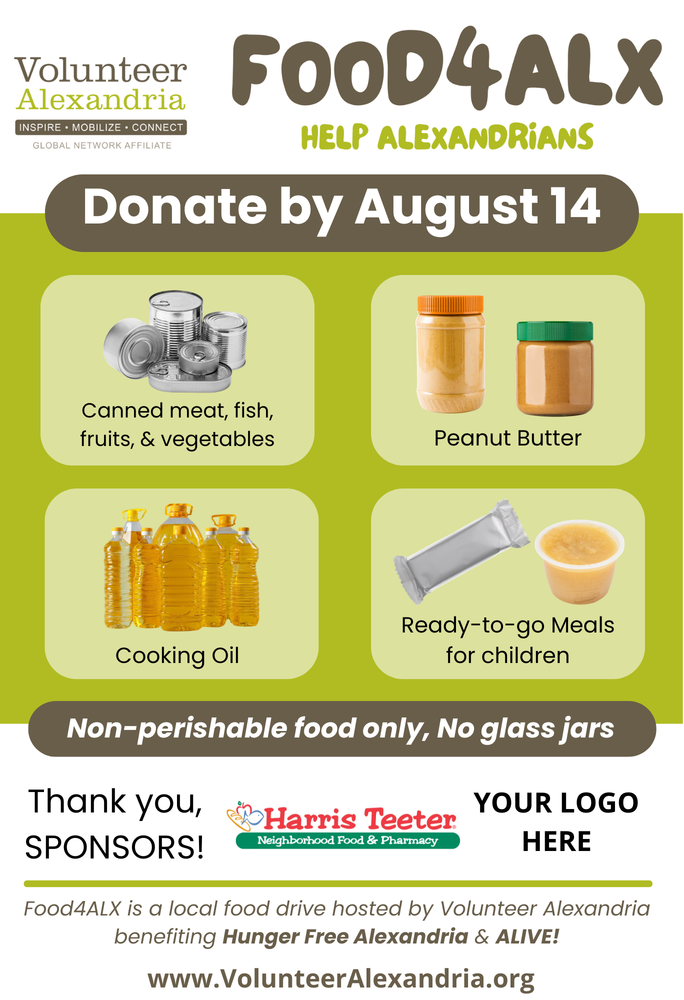 Volunteer
Alexandria
INSPIRE • MOBILIZE • CONNECT
GLOBAL NETWORK AFFILIATE
FOOD4ALX
HELP ALEXANDRiANS
Donate by August 14
Canned meat, fish,
fruits, & vegetables
Peanut Butter
Cooking Oil
Ready-to-go Meals
for children
Non-perishable food only, No glass jars
Thank you,
SPONSORS!
Harris Teeter®
Neighborhood Food & Pharmacy
YOUR LOGO
HERE
Food4ALX is a local food drive hosted by Volunteer Alexandria
benefiting Hunger Free Alexandria & ALIVE!
www.VolunteerAlexandria.org